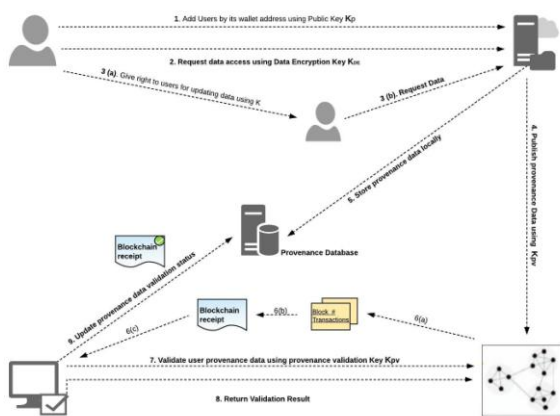 1. Add Users by its wallet address using Public Key Kp
2. Request data access using Data Encryption Key
3 (a). Give right to users for updating data using K
3 (b). Request Data
4. Publish provenance Data using Kpv
5. Store provenance data locally
Provenance Database
Blockchain
receipt
9. Update provenance data validation status
Blockchain
receipt
6(b)
Block #
Transactions
6(a)
6(c)
7. Validate user provenance data using provenance validation Key Kpv
8. Return Validation Result